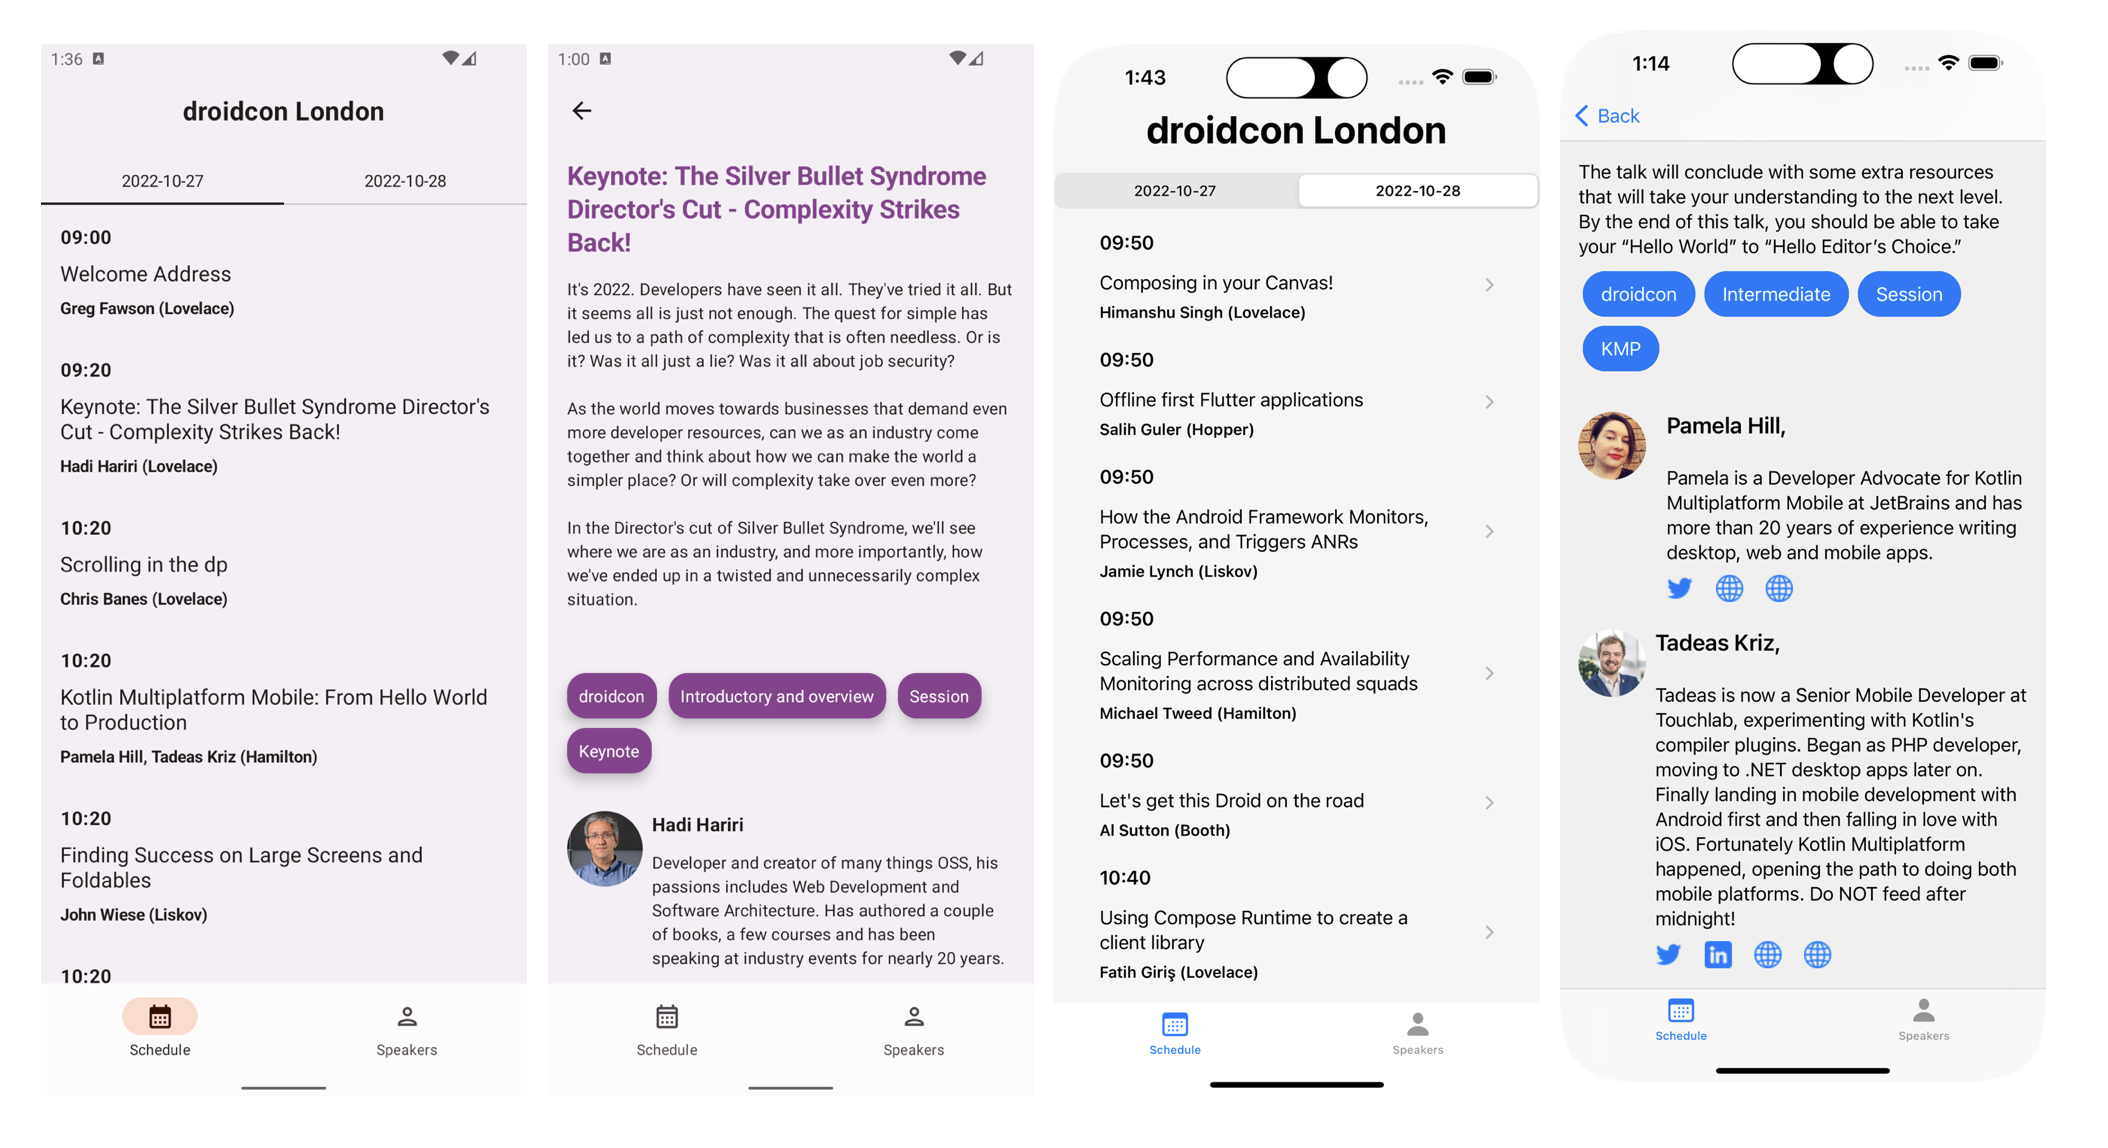 1:36
droidcon London
2022-10-27
2022-10-28
09:00
Welcome Address
Greg Fawson (Lovelace)
09:20
Keynote: The Silver Bullet Syndrome Director's
Cut - Complexity Strikes Back!
Hadi Hariri (Lovelace)
10:20
Scrolling in the dp
Chris Banes (Lovelace)
10:20
Kotlin Multiplatform Mobile: From Hello World
to Production
Pamela Hill, Tadeas Kriz (Hamilton)
10:20
Finding Success on Large Screens and
Foldables
John Wiese (Liskov)
10:20
Schedule
Speakers
1:00
Keynote: The Silver Bullet Syndrome
Director's Cut - Complexity Strikes
Back!
It's 2022. Developers have seen it all. They've tried it all. But
it seems all is just not enough. The quest for simple has
led us to a path of complexity that is often needless. Or is
it? Was it all just a lie? Was it all about job security?
As the world moves towards businesses that demand even
more developer resources, can we as an industry come
together and think about how we can make the world a
simpler place? Or will complexity take over even more?
In the Director's cut of Silver Bullet Syndrome, we'll see
where we are as an industry, and more importantly, how
we've ended up in a twisted and unnecessarily complex
situation.
droidcon
Introductory and overview
Session
Keynote
Hadi Hariri
Developer and creator of many things OSS, his
passions includes Web Development and
Software Architecture. Has authored a couple
of books, a few courses and has been
speaking at industry events for nearly 20 years.
Schedule
Speakers
1:43
droidcon London
2022-10-27
2022-10-28
09:50
Composing in your Canvas!
Himanshu Singh (Lovelace)
09:50
Offline first Flutter applications
Salih Guler (Hopper)
09:50
How the Android Framework Monitors,
Processes, and Triggers ANRs
Jamie Lynch (Liskov)
09:50
Scaling Performance and Availability
Monitoring across distributed squads
Michael Tweed (Hamilton)
09:50
Let's get this Droid on the road
Al Sutton (Booth)
10:40
Using Compose Runtime to create a
client library
Fatih Giriş (Lovelace)
Schedule
Speakers
1:14
Back
The talk will conclude with some extra resources
that will take your understanding to the next level.
By the end of this talk, you should be able to take
your “Hello World” to “Hello Editor’s Choice.”
droidcon
Intermediate
Session
KMP
Pamela Hill,
Pamela is a Developer Advocate for Kotlin
Multiplatform Mobile at JetBrains and has
more than 20 years of experience writing
desktop, web and mobile apps.
Tadeas Kriz,
Tadeas is now a Senior Mobile Developer at
Touchlab, experimenting with Kotlin's
compiler plugins. Began as PHP developer,
moving to .NET desktop apps later on.
Finally landing in mobile development with
Android first and then falling in love with
iOS. Fortunately Kotlin Multiplatform
happened, opening the path to doing both
mobile platforms. Do NOT feed after
midnight!
in
Schedule
Speakers